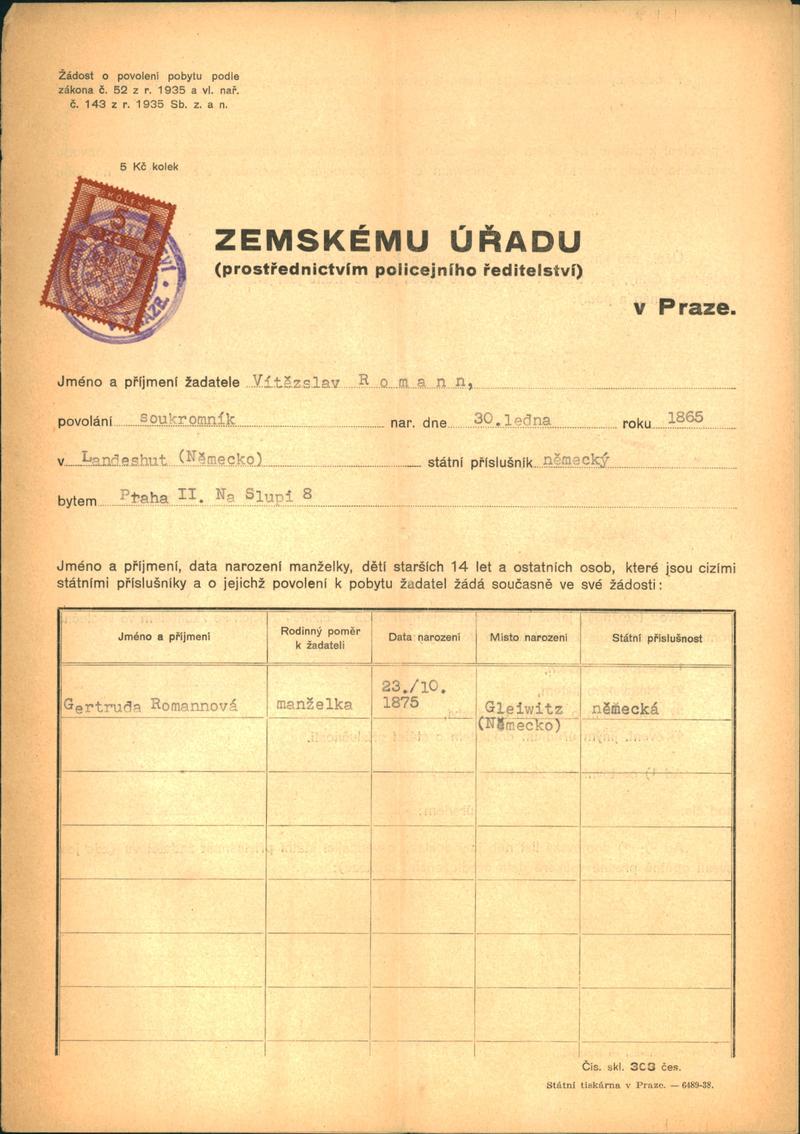 Žádost o povolení pobytu podle
zákona č. 52 z r. 1935 a vl. nař.
č. 143 z r. 1935 Sb. z. a n.
5 Kč kolek
KOLEK
5
KČ
ZEMSKÉMU ÚŘADU
(prostřednictvím policejního ředitelství)
v Praze.
Jméno a příjmení žadatele Vítězslav Romann,
povolání soukromník nar. dne 30.ledna roku 1865
v Landeshut (Německo) státní příslušník německý
bytem Praha II. Na Slupi 8
Jméno a příjmení, data narození manželky, dětí starších 14 let a ostatních osob, které jsou cizími
státními příslušníky a o jejichž povolení k pobytu žadatel žádá současně ve své žádosti:
Jméno a příjmení Rodinný poměr k žadateli Data narození Místo narození Státní příslušnost
Gertruda Romannová manželka 23./10. 1875 Gleiwitz (Německo) německá
Čís. skl. 303 čes.
Státní tiskárna v Praze. — 6489-38.